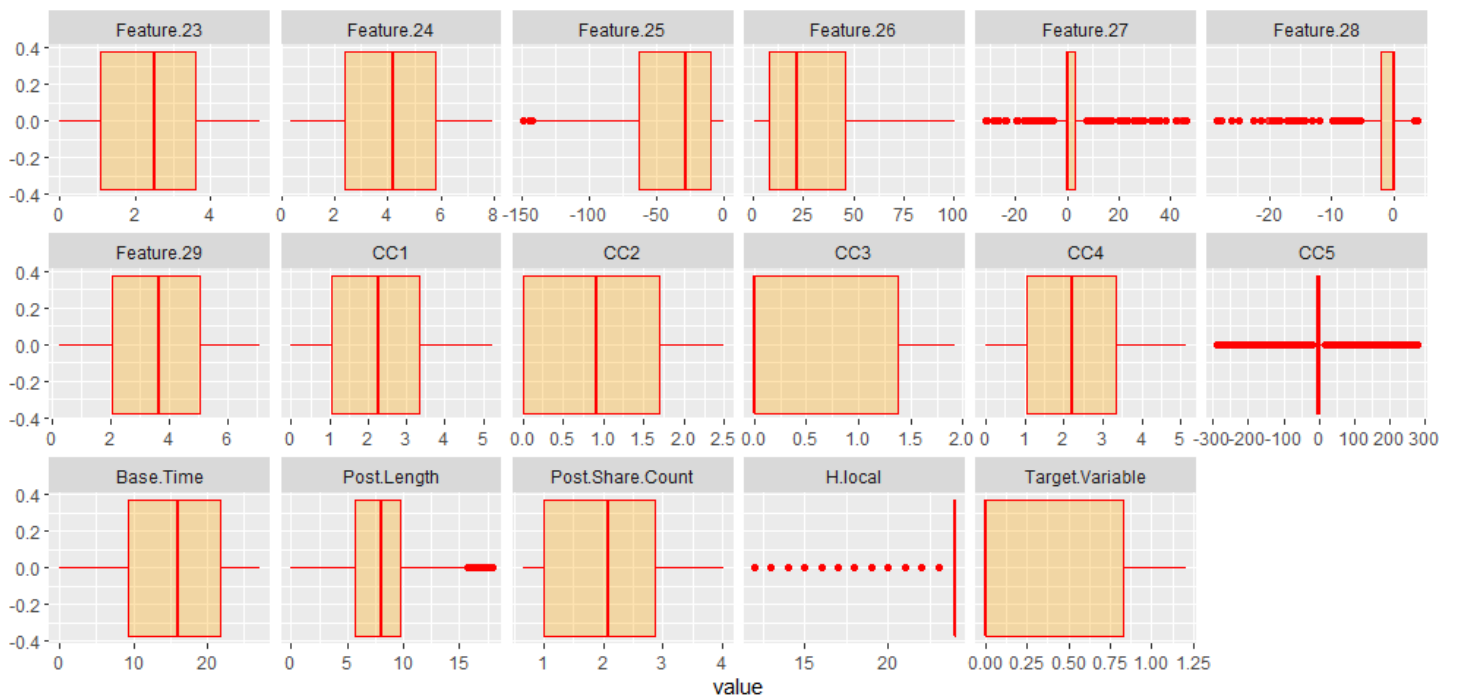 Feature.23 Feature.24 Feature.25 Feature.26 Feature.27 Feature.28
0.4
0.2
0.0
-0.2
-0.4
0 2 4 0 2 4 6 8 -150 -100 -50 0 0 25 50 75 100 -20 0 20 40 -20 -10 0
Feature.29 CC1 CC2 CC3 CC4 CC5
0.4
0.2
0.0
-0.2
-0.4
0 2 4 6 0 1 2 3 4 5 0.0 0.5 1.0 1.5 2.0 2.5 0.0 0.5 1.0 1.5 2.0 0 1 2 3 4 5 -300 -200 -100 0 100 200 300
Base.Time Post.Length Post.Share.Count H.local Target.Variable
0.4
0.2
0.0
-0.2
-0.4
0 10 20 0 5 10 15 1 2 3 4 15 20 0.00 0.25 0.50 0.75 1.00 1.25
value